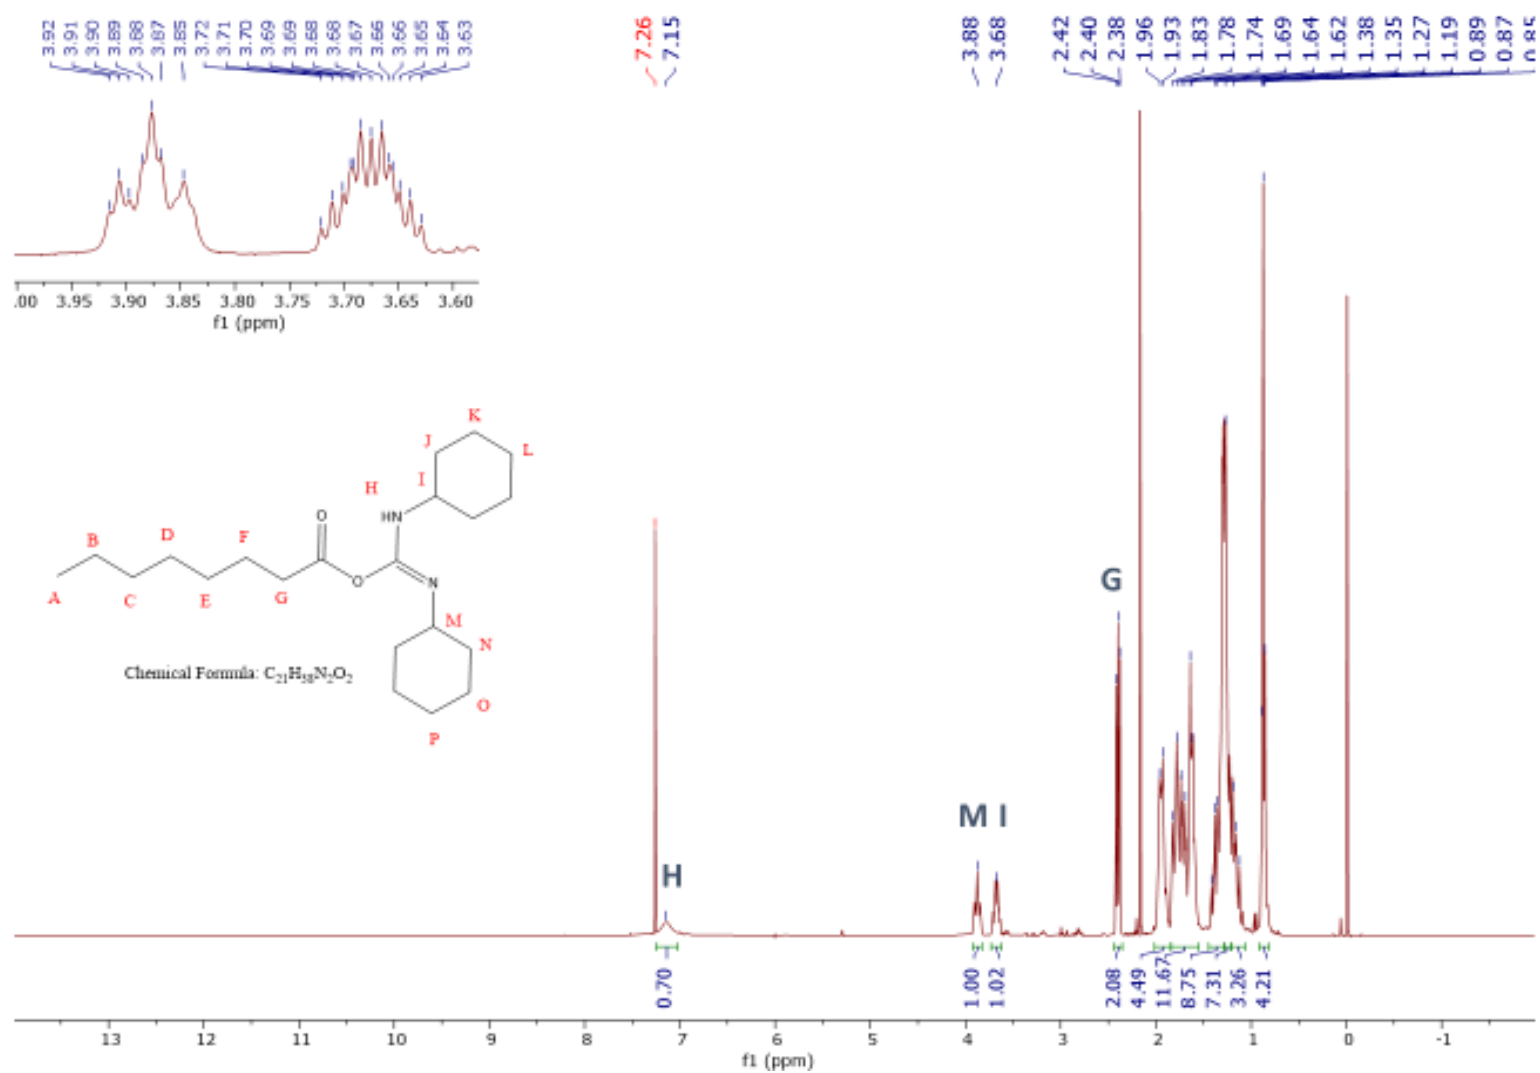 3.92 3.91 3.90 3.89 3.88 3.87 3.85 3.72 3.71 3.70 3.69 3.69 3.68 3.68 3.67 3.66 3.66 3.65 3.64 3.63
7.26 7.15
3.88 3.68
2.42 2.40 2.38 1.96 1.93 1.83 1.78 1.74 1.69 1.64 1.62 1.38 1.35 1.27 1.19 0.89 0.87 0.85
.00 3.95 3.90 3.85 3.80 3.75 3.70 3.65 3.60
f1 (ppm)
K
J
L
I
H
HN
O
B
D
F
O
N
A
C
E
G
M
N
O
P
Chemical Formula: C₂₁H₃₈N₂O₂
G
M I
H
0.70
1.00 1.02
2.08 4.49 11.67 8.75 7.31 3.26 4.21
13 12 11 10 9 8 7 6 5 4 3 2 1 0 -1
f1 (ppm)